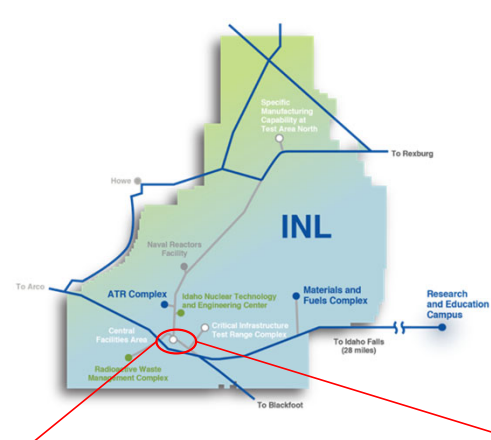 Specific
Manufacturing
Capability at
Test Area North
To Rexburg
Howe
INL
Naval Reactors
Facility
To Arco
ATR Complex
Idaho Nuclear Technology
and Engineering Center
Materials and
Fuels Complex
Research
and Education
Campus
Central
Facilities Area
Critical Infrastructure
Test Range Complex
To Idaho Falls
(28 miles)
Radioactive Waste
Management Complex
To Blackfoot